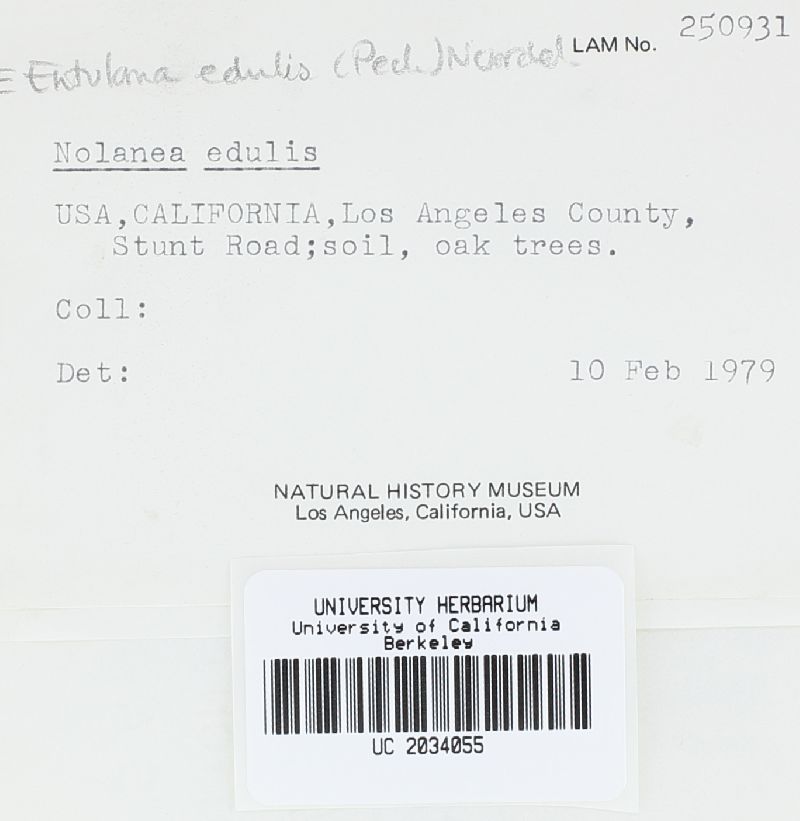 LAM No. 250931
= Entoloma edulis (Peck) Noordel
Nolanea edulis
USA,CALIFORNIA,Los Angeles County,
Stunt Road;soil, oak trees.
Coll:
Det: 10 Feb 1979
NATURAL HISTORY MUSEUM
Los Angeles, California, USA
UNIVERSITY HERBARIUM
University of California
Berkeley
UC 2034055